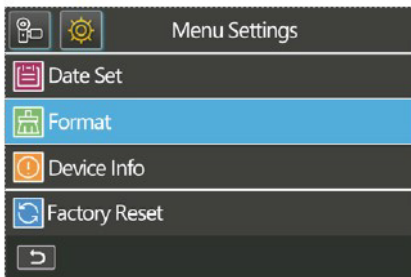 Menu Settings
Date Set
Format
Device Info
Factory Reset